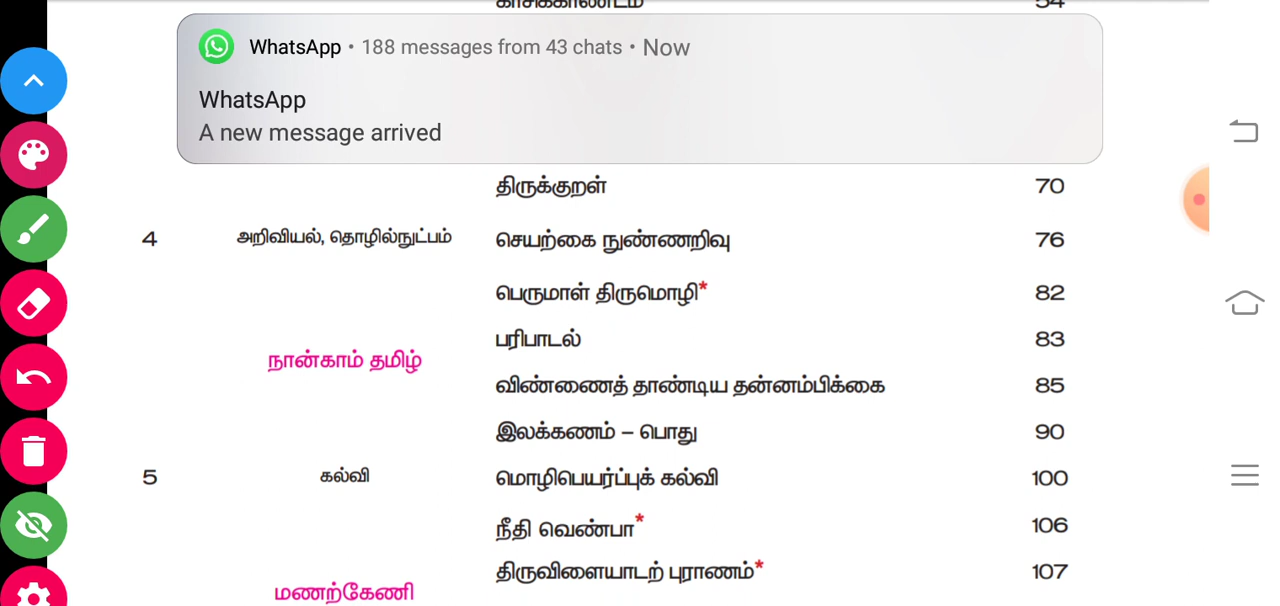 காசிக்காண்டம் 54
WhatsApp • 188 messages from 43 chats • Now
WhatsApp
A new message arrived
திருக்குறள் 70
4 அறிவியல், தொழில்நுட்பம் செயற்கை நுண்ணறிவு 76
பெருமாள் திருமொழி* 82
நான்காம் தமிழ்
பரிபாடல் 83
விண்ணைத் தாண்டிய தன்னம்பிக்கை 85
இலக்கணம் – பொது 90
5 கல்வி மொழிபெயர்ப்புக் கல்வி 100
நீதி வெண்பா* 106
திருவிளையாடற் புராணம்* 107
மணற்கேணி